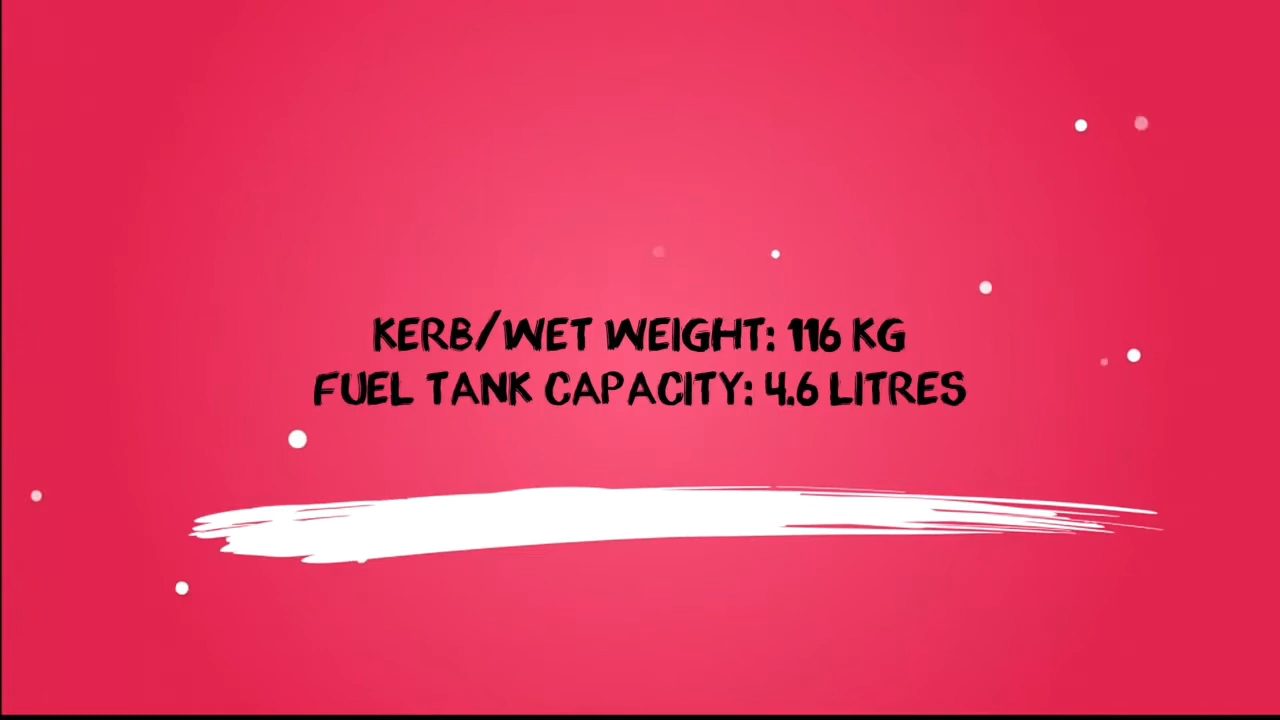 KERB/WET WEIGHT: 116 KG
FUEL TANK CAPACITY: 4.6 LITRES